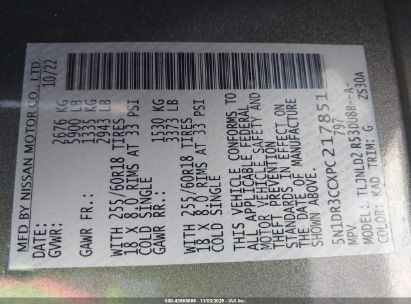 MFD BY NISSAN MOTOR CO., LTD
DATE: 10/22
GVWR: 2676 KG
5900 LB
GAWR FR.: 1335 KG
2943 LB
WITH 255/60R18 TIRES
18 X 8.0 RIMS AT 33 PSI
COLD SINGLE
GAWR RR.: 1530 KG
3373 LB
WITH 255/60R18 TIRES
18 X 8.0 RIMS AT 33 PSI
COLD SINGLE
THIS VEHICLE CONFORMS TO
ALL APPLICABLE FEDERAL
MOTOR VEHICLE SAFETY AND
THEFT PREVENTION
STANDARDS IN EFFECT ON
THE DATE OF MANUFACTURE
SHOWN ABOVE.
5N1DR3CCXPC217851
MPV
MODEL:
COLOR: KAD TRIM: G